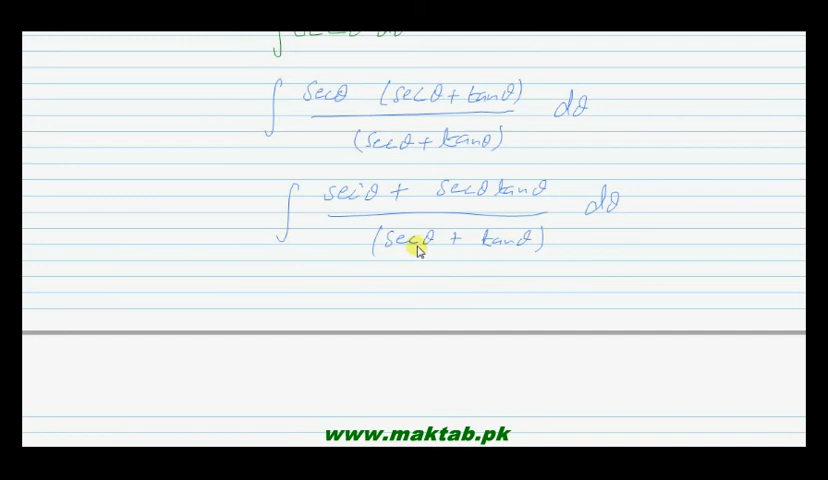 ∫ secθ (secθ + tanθ) dθ
(secθ + tanθ)
∫ sec²θ + secθ tanθ dθ
(secθ + tanθ)
www.maktab.pk